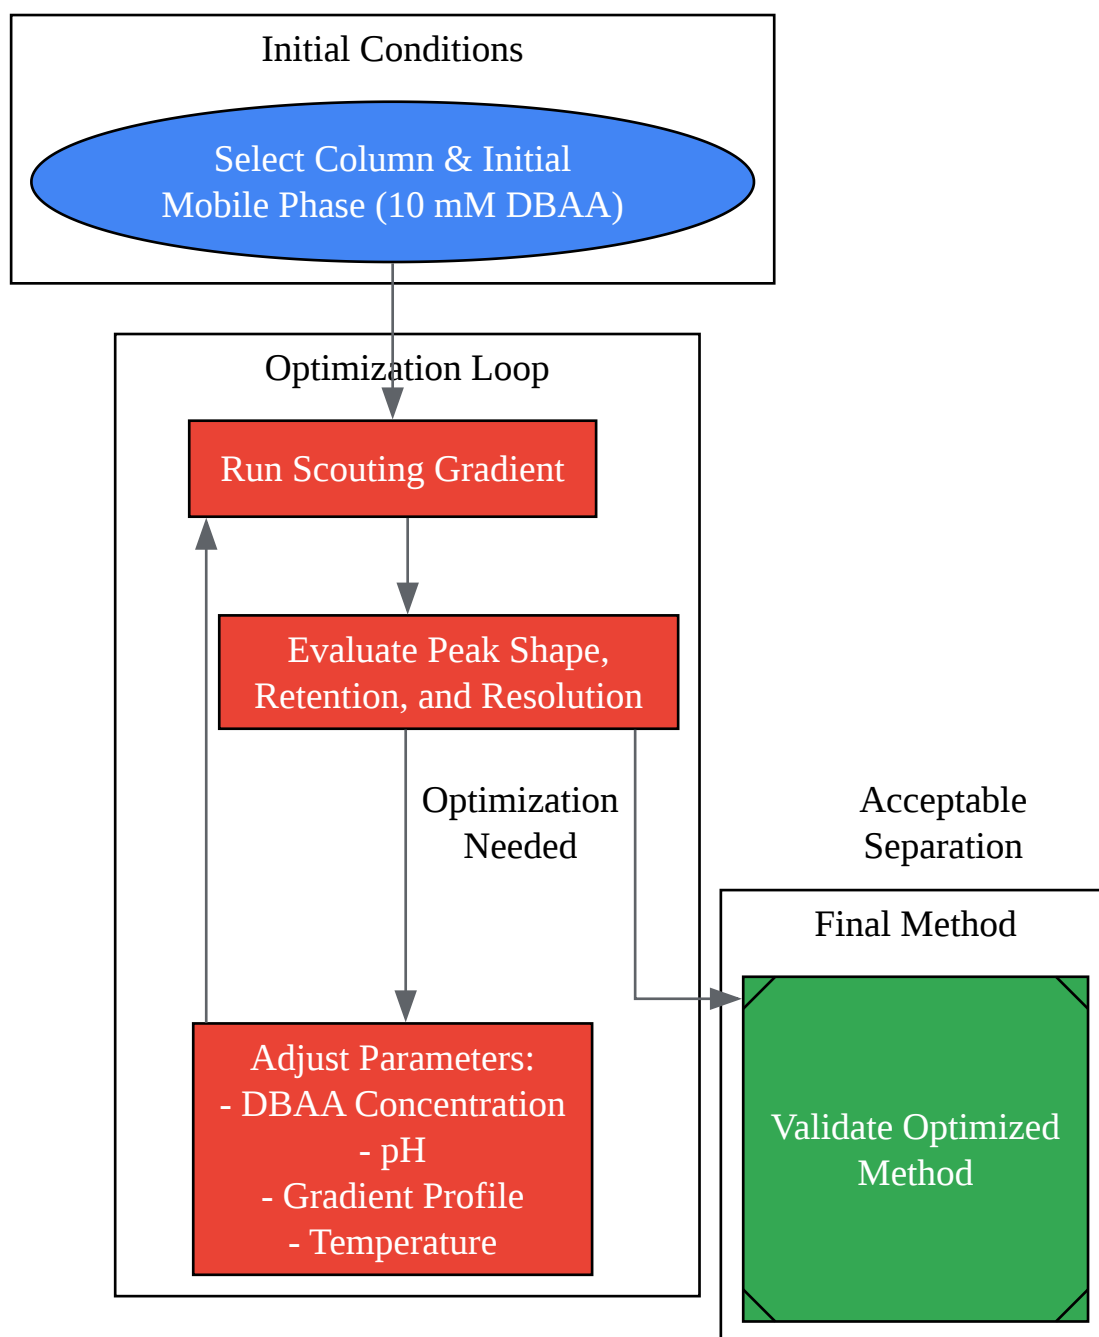 Initial Conditions
Select Column & Initial
Mobile Phase (10 mM DBAA)
Optimization Loop
Run Scouting Gradient
Evaluate Peak Shape,
Retention, and Resolution
Optimization
Needed
Acceptable
Separation
Adjust Parameters:
- DBAA Concentration
- pH
- Gradient Profile
- Temperature
Final Method
Validate Optimized
Method